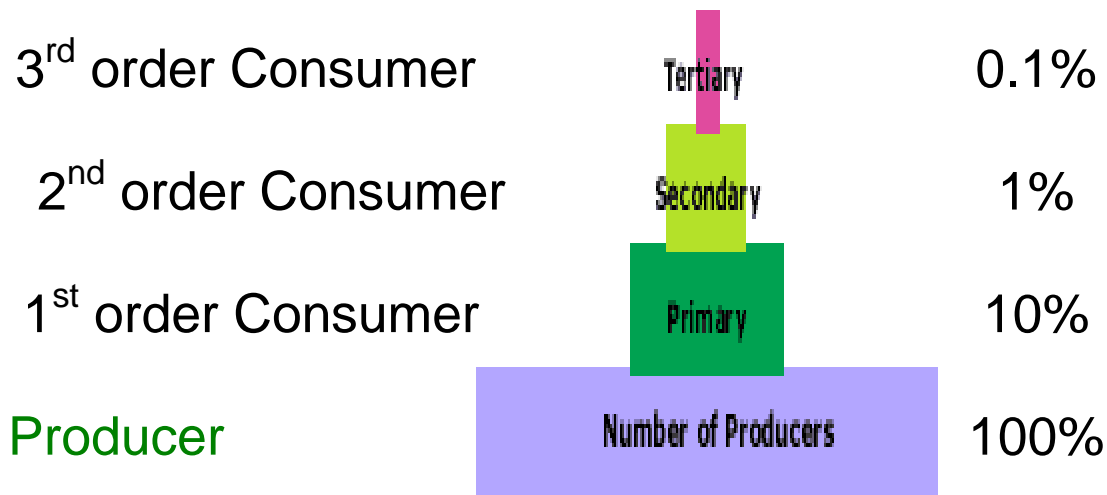 3rd order Consumer Tertiary 0.1%
2nd order Consumer Secondary 1%
1st order Consumer Primary 10%
Producer Number of Producers 100%